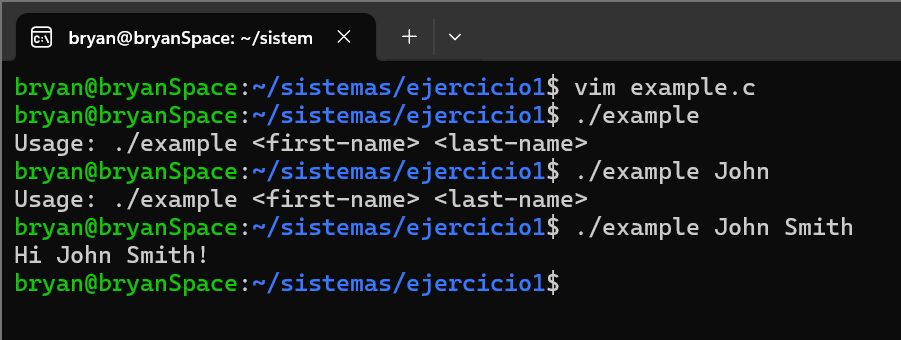 bryan@bryanSpace: ~/sistem
bryan@bryanSpace:~/sistemas/ejercicio1$ vim example.c
bryan@bryanSpace:~/sistemas/ejercicio1$ ./example
Usage: ./example <first-name> <last-name>
bryan@bryanSpace:~/sistemas/ejercicio1$ ./example John
Usage: ./example <first-name> <last-name>
bryan@bryanSpace:~/sistemas/ejercicio1$ ./example John Smith
Hi John Smith!
bryan@bryanSpace:~/sistemas/ejercicio1$